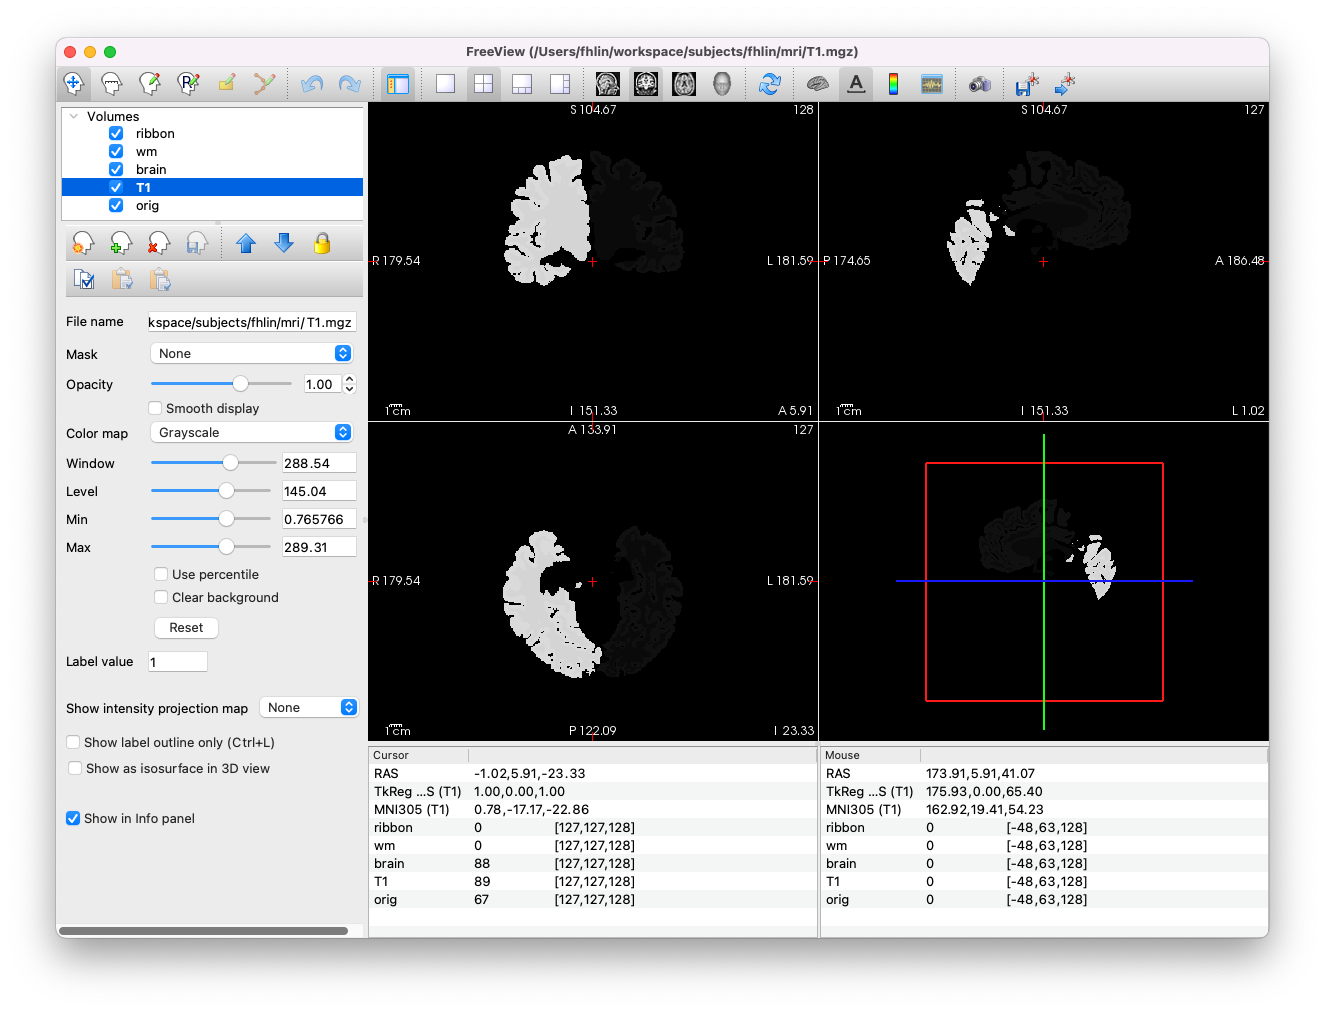 FreeView (/Users/fhlin/workspace/subjects/fhlin/mri/T1.mgz)
R
A
Volumes
ribbon
wm
brain
T1
orig
File name kspace/subjects/fhlin/mri/T1.mgz
Mask None
Opacity 1.00
Smooth display
Color map Grayscale
Window 288.54
Level 145.04
Min 0.765766
Max 289.31
Use percentile
Clear background
Reset
Label value 1
Show intensity projection map None
Show label outline only (Ctrl+L)
Show as isosurface in 3D view
Show in Info panel
S 104.67 128
R 179.54 L 181.59
1 cm I 151.33 A 5.91
S 104.67 127
P 174.65 A 186.48
1 cm I 151.33 L 1.02
A 133.91 127
R 179.54 L 181.59
1 cm P 122.09 I 23.33
Cursor
RAS -1.02,5.91,-23.33
TkReg ...S (T1) 1.00,0.00,1.00
MNI305 (T1) 0.78,-17.17,-22.86
ribbon 0 [127,127,128]
wm 0 [127,127,128]
brain 88 [127,127,128]
T1 89 [127,127,128]
orig 67 [127,127,128]
Mouse
RAS 173.91,5.91,41.07
TkReg ...S (T1) 175.93,0.00,65.40
MNI305 (T1) 162.92,19.41,54.23
ribbon 0 [-48,63,128]
wm 0 [-48,63,128]
brain 0 [-48,63,128]
T1 0 [-48,63,128]
orig 0 [-48,63,128]